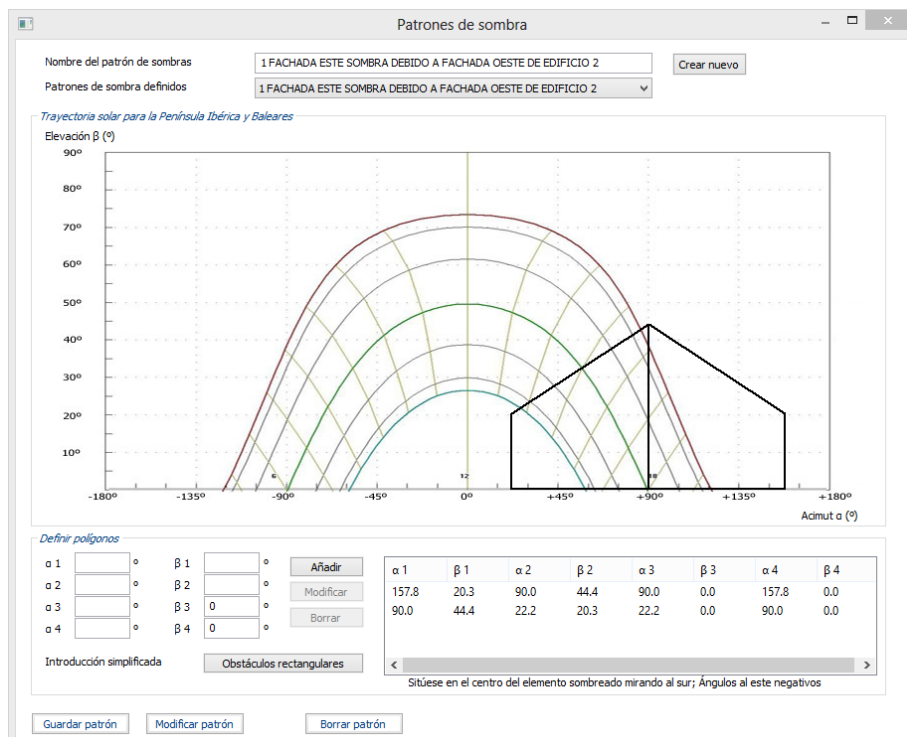 Patrones de sombra
Nombre del patrón de sombras
1 FACHADA ESTE SOMBRA DEBIDO A FACHADA OESTE DE EDIFICIO 2
Crear nuevo
Patrones de sombra definidos
1 FACHADA ESTE SOMBRA DEBIDO A FACHADA OESTE DE EDIFICIO 2
Trayectoria solar para la Península Ibérica y Baleares
Elevación β (º)
90º
80º
70º
60º
50º
40º
30º
20º
10º
6 12 18
-180º -135º -90º -45º 0º +45º +90º +135º +180º
Acimut α (º)
Definir polígonos
α 1 º β 1 º Añadir
α 2 º β 2 º Modificar
α 3 º β 3 0 º Borrar
α 4 º β 4 0 º
α 1 β 1 α 2 β 2 α 3 β 3 α 4 β 4
157.8 20.3 90.0 44.4 90.0 0.0 157.8 0.0
90.0 44.4 22.2 20.3 22.2 0.0 90.0 0.0
Introducción simplificada
Obstáculos rectangulares
Sitúese en el centro del elemento sombreado mirando al sur; Ángulos al este negativos
Guardar patrón
Modificar patrón
Borrar patrón